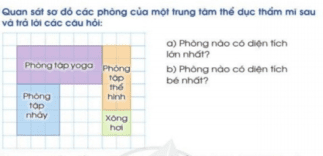 Quan sát sơ đồ các phòng của một trung tâm thể dục thẩm mĩ sau
và trả lời các câu hỏi:
a) Phòng nào có diện tích
lớn nhất?
b) Phòng nào có diện tích
bé nhất?
Phòng tập yoga
Phòng
tập
thể
hình
Phòng
tập
nhảy
Xông
hơi